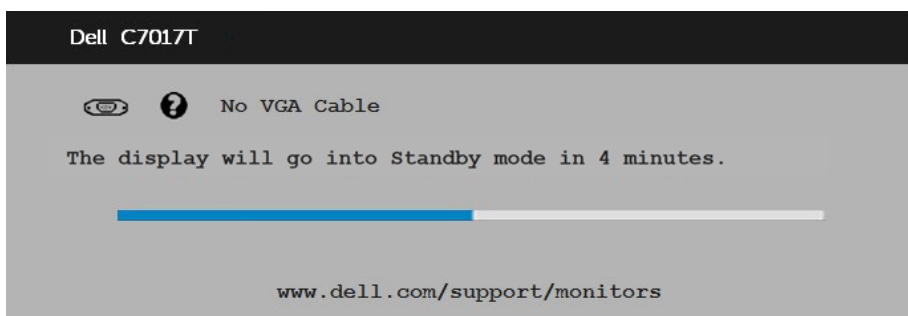 Dell C7017T
No VGA Cable
The display will go into Standby mode in 4 minutes.
www.dell.com/support/monitors